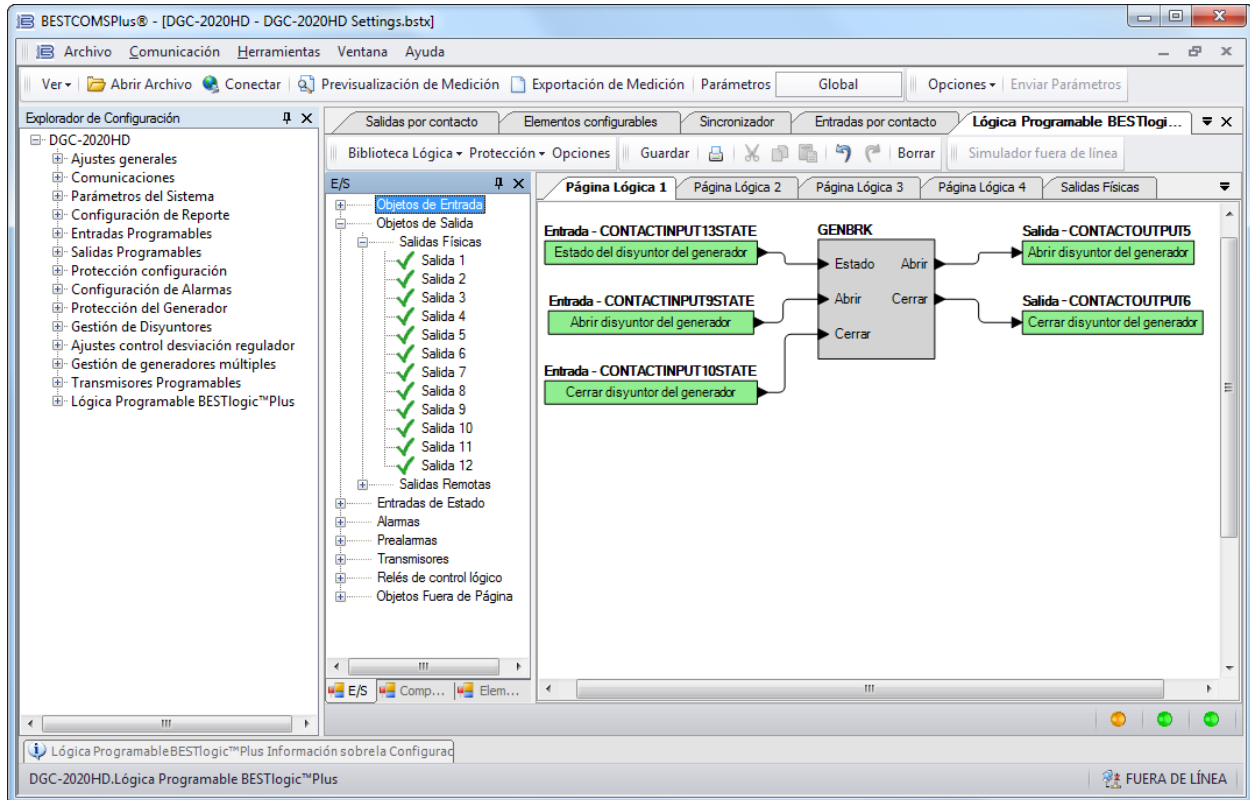 BESTCOMSPlus® - [DGC-2020HD - DGC-2020HD Settings.bstx]
Archivo Comunicación Herramientas Ventana Ayuda
Ver Abrir Archivo Conectar Previsualización de Medición Exportación de Medición Parámetros Global Opciones Enviar Parámetros
Explorador de Configuración
DGC-2020HD
Ajustes generales
Comunicaciones
Parámetros del Sistema
Configuración de Reporte
Entradas Programables
Salidas Programables
Protección configuración
Configuración de Alarmas
Protección del Generador
Gestión de Disyuntores
Ajustes control desviación regulador
Gestión de generadores múltiples
Transmisores Programables
Lógica Programable BESTlogic™Plus
Salidas por contacto Elementos configurables Sincronizador Entradas por contacto Lógica Programable BESTlogi...
Biblioteca Lógica Protección Opciones Guardar Borrar Simulador fuera de línea
E/S
Objetos de Entrada
Objetos de Salida
Salidas Físicas
Salida 1
Salida 2
Salida 3
Salida 4
Salida 5
Salida 6
Salida 7
Salida 8
Salida 9
Salida 10
Salida 11
Salida 12
Salidas Remotas
Entradas de Estado
Alarmas
Prealarmas
Transmisores
Relés de control lógico
Objetos Fuera de Página
E/S Comp... Elem...
Página Lógica 1 Página Lógica 2 Página Lógica 3 Página Lógica 4 Salidas Físicas
Entrada - CONTACTINPUT13STATE
Estado del disyuntor del generador
Entrada - CONTACTINPUT9STATE
Abrir disyuntor del generador
Entrada - CONTACTINPUT10STATE
Cerrar disyuntor del generador
GENBRK
Estado Abrir
Abrir Cerrar
Cerrar
Salida - CONTACTOUTPUT5
Abrir disyuntor del generador
Salida - CONTACTOUTPUT6
Cerrar disyuntor del generador
Lógica ProgramableBESTlogic™Plus Información sobrela Configurac
DGC-2020HD.Lógica Programable BESTlogic™Plus
FUERA DE LÍNEA